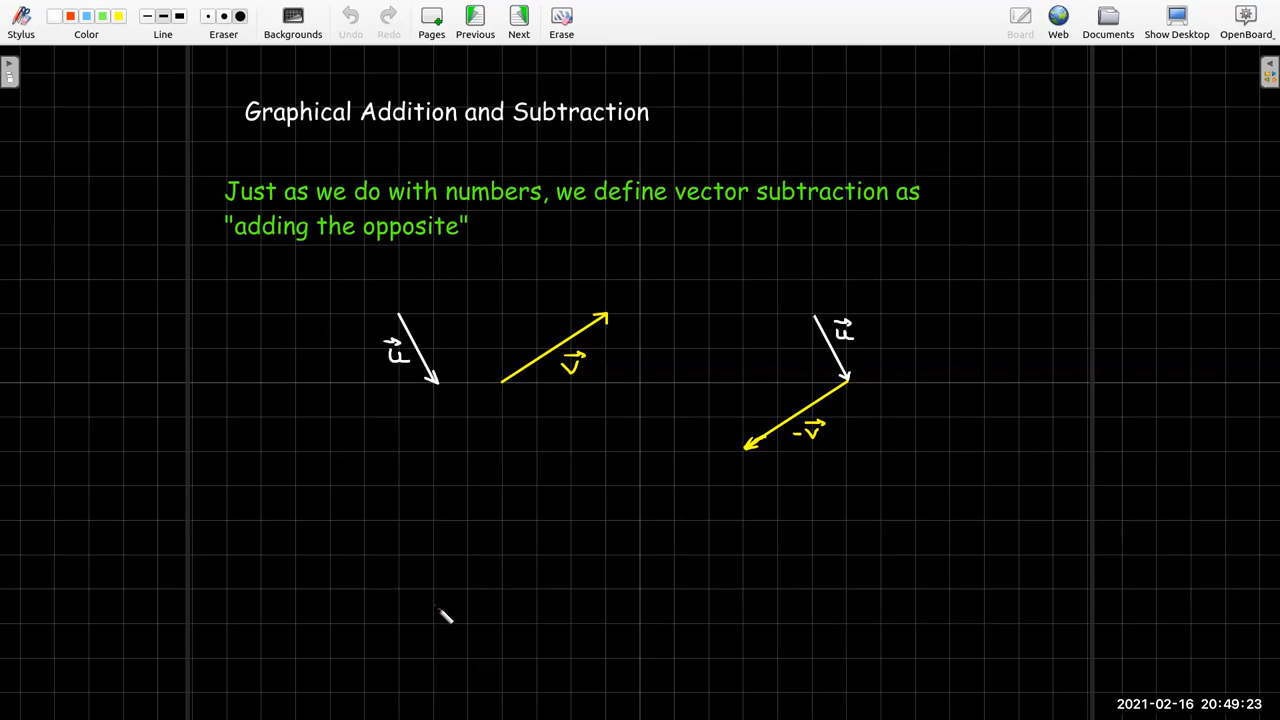 Stylus Color Line Eraser Backgrounds Undo Redo Pages Previous Next Erase Board Web Documents Show Desktop OpenBoard
Graphical Addition and Subtraction
Just as we do with numbers, we define vector subtraction as
"adding the opposite"
F⃗
V⃗
F⃗
-V⃗
2021-02-16 20:49:23